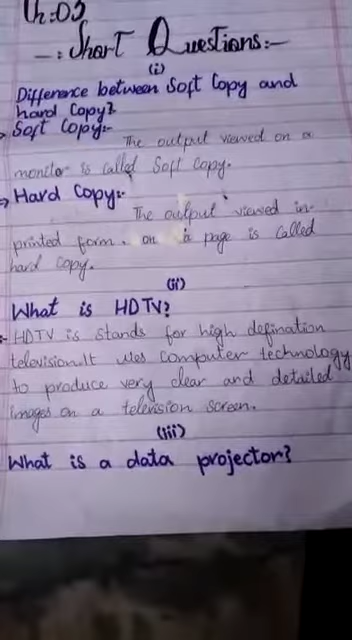 Ch:03
-: Short Questions:-
(i)
Difference between Soft Copy and
hard Copy?
→ Soft Copy:-
The output viewed on a
monitor is called Soft Copy.
→ Hard Copy:-
The output viewed in
printed form. on a page is called
hard copy.
(ii)
What is HDTV?
:- HDTV is stands for high defination
television.It uses computer technology
to produce very clear and detailed
images on a television screen.
(iii)
What is a data projector?